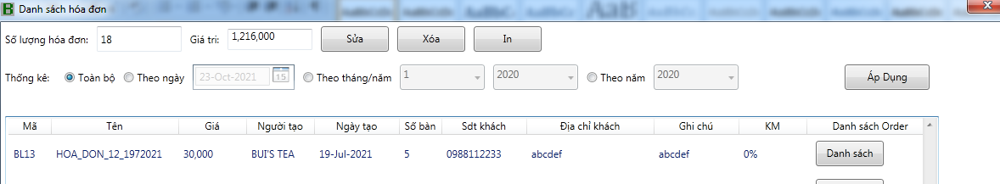 B Danh sách hóa đơn
Số lượng hóa đơn: 18 Giá tri: 1,216,000 Sửa Xóa In
Thống kê: Toàn bộ Theo ngày 23-Oct-2021 15 Theo tháng/năm 1 2020 Theo năm 2020 Áp Dụng
Mã Tên Giá Người tạo Ngày tạo Số bàn Sdt khách Địa chỉ khách Ghi chú KM Danh sách Order
BL13 HOA_DON_12_1972021 30,000 BUI'S TEA 19-Jul-2021 5 0988112233 abcdef abcdef 0% Danh sách